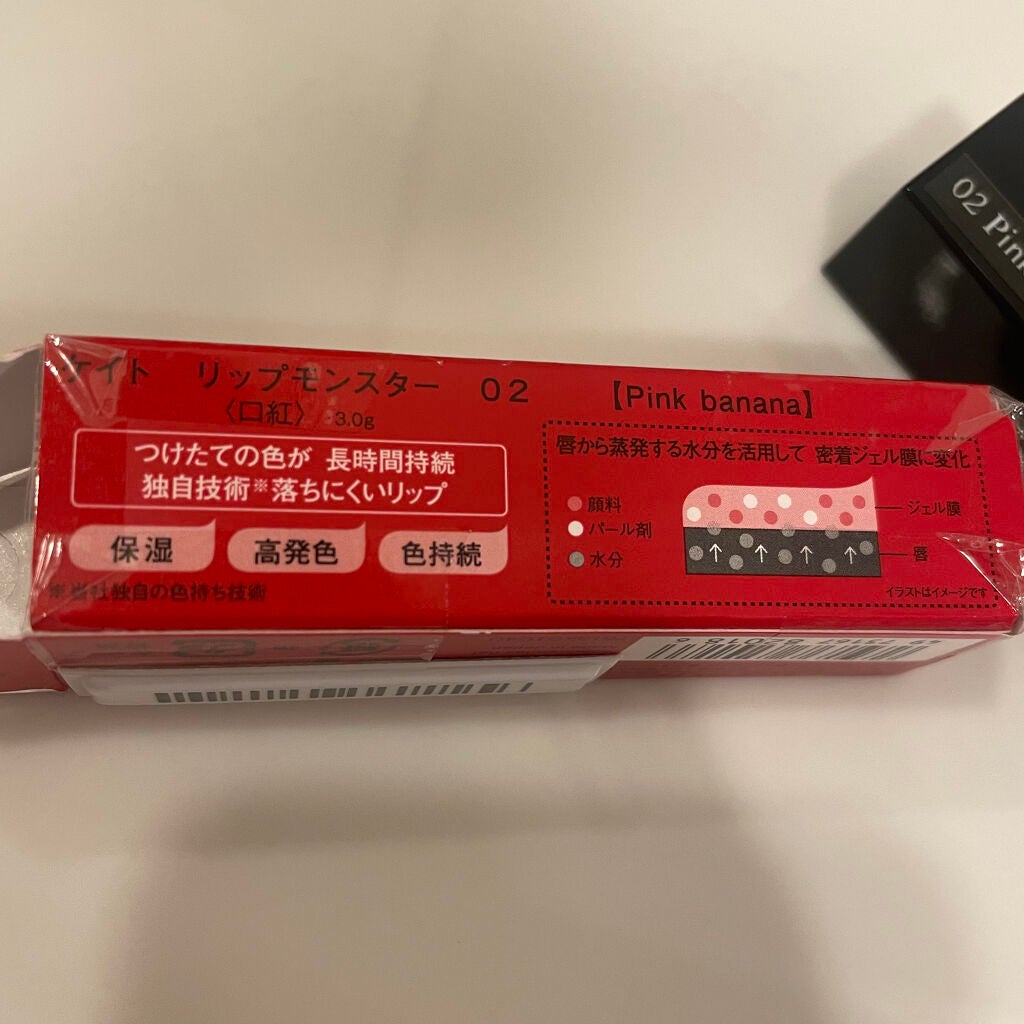 ケイト リップモンスター 02 【Pink banana】
〈口紅〉 3.0g
つけたての色が 長時間持続
独自技術※落ちにくいリップ
保湿 高発色 色持続
※当社独自の色持ち技術
唇から蒸発する水分を活用して 密着ジェル膜に変化
顔料
パール剤
水分
ジェル膜
唇
イラストはイメージです
02 Pin